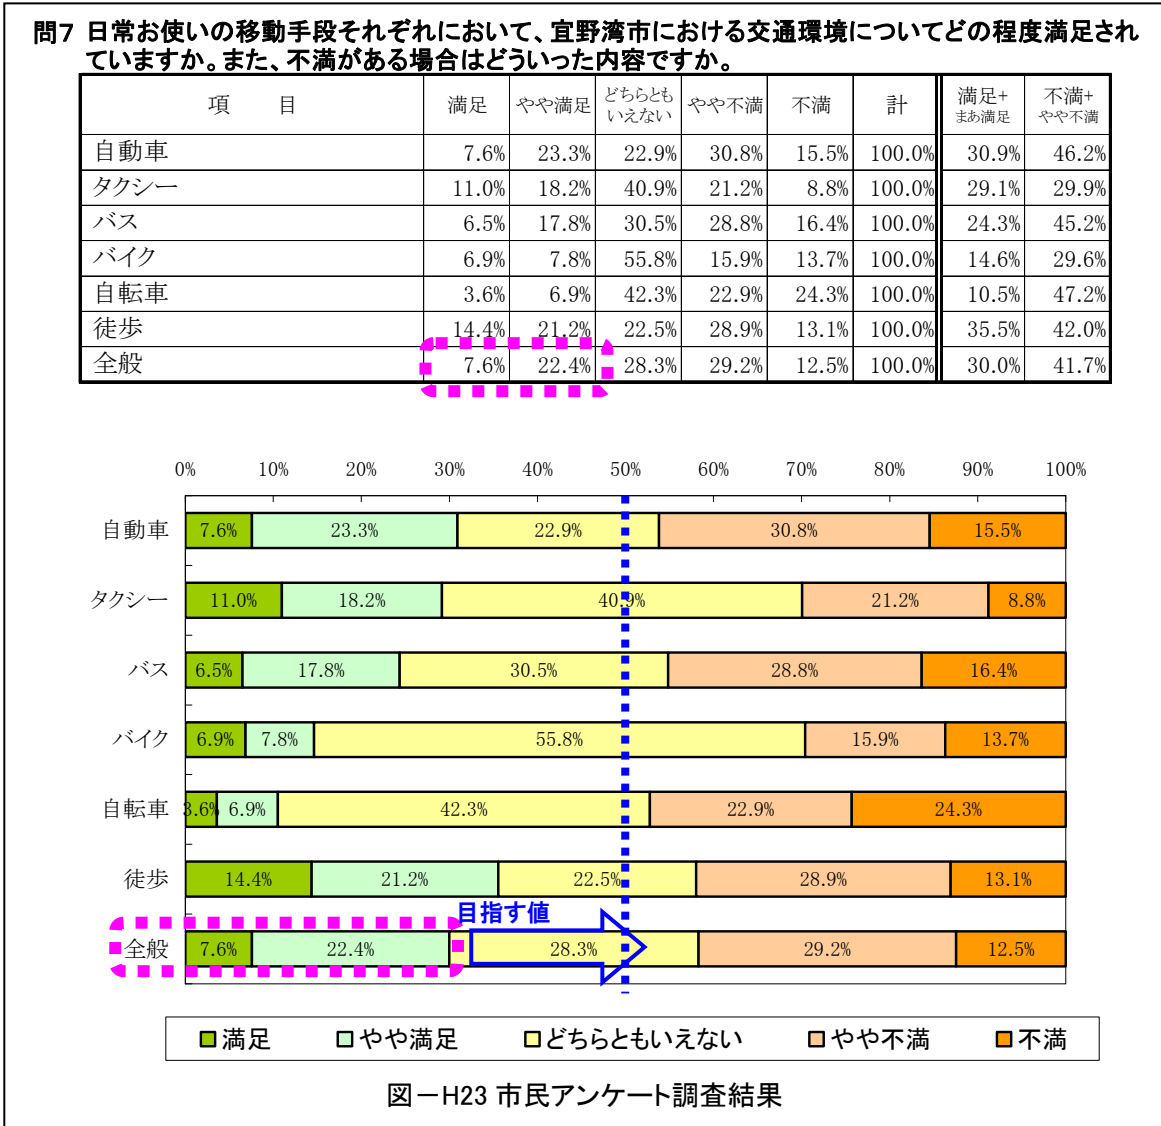 問7 日常お使いの移動手段それぞれにおいて、宜野湾市における交通環境についてどの程度満足され
ていますか。また、不満がある場合はどういった内容ですか。
項 目 満足 やや満足 どちらとも いえない やや不満 不満 計 満足+ まあ満足 不満+ やや不満
自動車 7.6% 23.3% 22.9% 30.8% 15.5% 100.0% 30.9% 46.2%
タクシー 11.0% 18.2% 40.9% 21.2% 8.8% 100.0% 29.1% 29.9%
バス 6.5% 17.8% 30.5% 28.8% 16.4% 100.0% 24.3% 45.2%
バイク 6.9% 7.8% 55.8% 15.9% 13.7% 100.0% 14.6% 29.6%
自転車 3.6% 6.9% 42.3% 22.9% 24.3% 100.0% 10.5% 47.2%
徒歩 14.4% 21.2% 22.5% 28.9% 13.1% 100.0% 35.5% 42.0%
全般 7.6% 22.4% 28.3% 29.2% 12.5% 100.0% 30.0% 41.7%
0% 10% 20% 30% 40% 50% 60% 70% 80% 90% 100%
自動車 7.6% 23.3% 22.9% 30.8% 15.5%
タクシー 11.0% 18.2% 40.9% 21.2% 8.8%
バス 6.5% 17.8% 30.5% 28.8% 16.4%
バイク 6.9% 7.8% 55.8% 15.9% 13.7%
自転車 3.6% 6.9% 42.3% 22.9% 24.3%
徒歩 14.4% 21.2% 22.5% 28.9% 13.1%
目指す値
全般 7.6% 22.4% 28.3% 29.2% 12.5%
満足 やや満足 どちらともいえない やや不満 不満
図－H23 市民アンケート調査結果